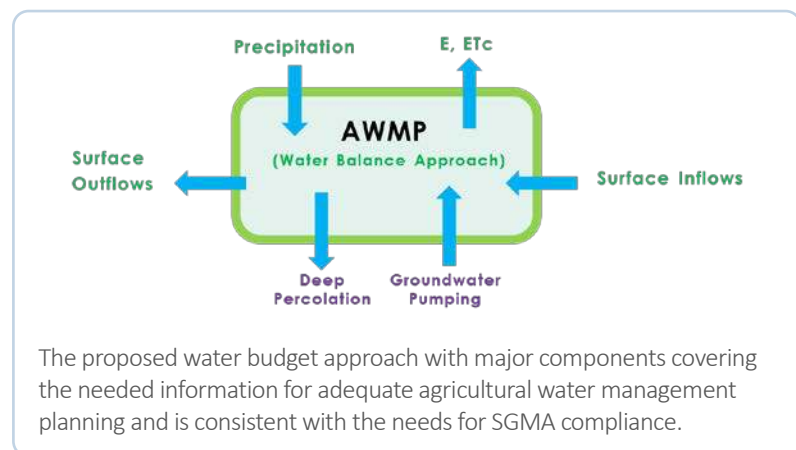 Precipitation
E, ETc
AWMP
(Water Balance Approach)
Surface
Outflows
Surface Inflows
Deep
Percolation
Groundwater
Pumping
The proposed water budget approach with major components covering
the needed information for adequate agricultural water management
planning and is consistent with the needs for SGMA compliance.